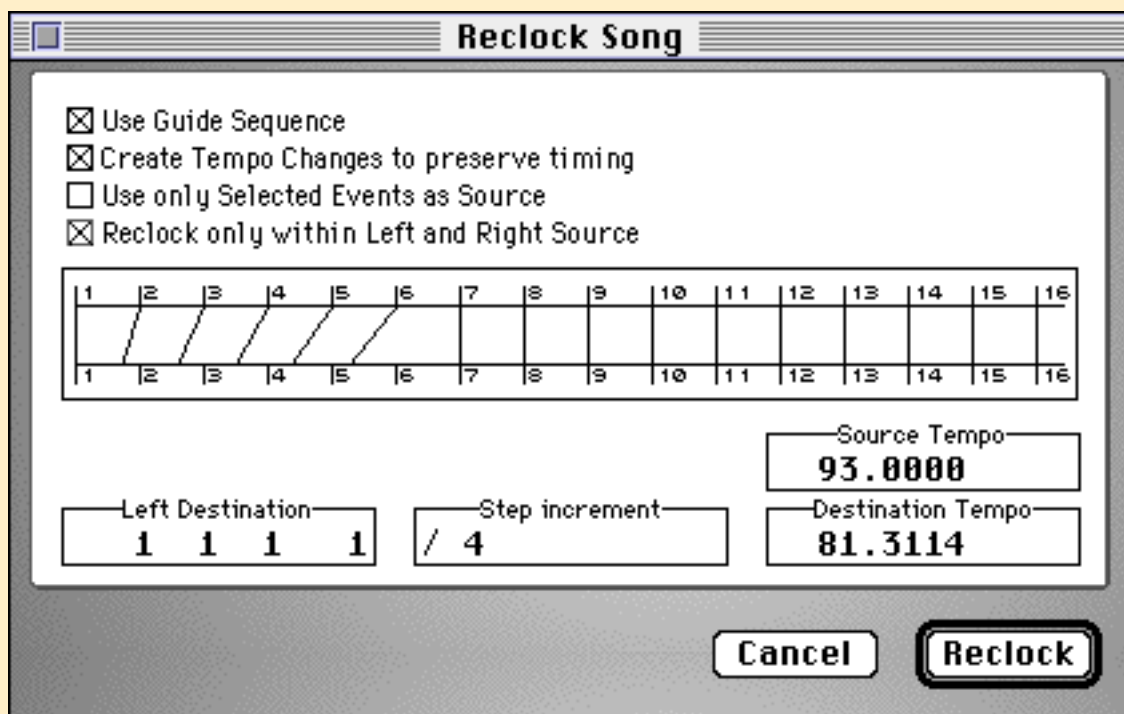 Reclock Song
Use Guide Sequence
Create Tempo Changes to preserve timing
Use only Selected Events as Source
Reclock only within Left and Right Source
1 2 3 4 5 6 7 8 9 10 11 12 13 14 15 16
1 2 3 4 5 6 7 8 9 10 11 12 13 14 15 16
Source Tempo
93.0000
Left Destination Step increment Destination Tempo
1 1 1 1 / 4 81.3114
Cancel Reclock